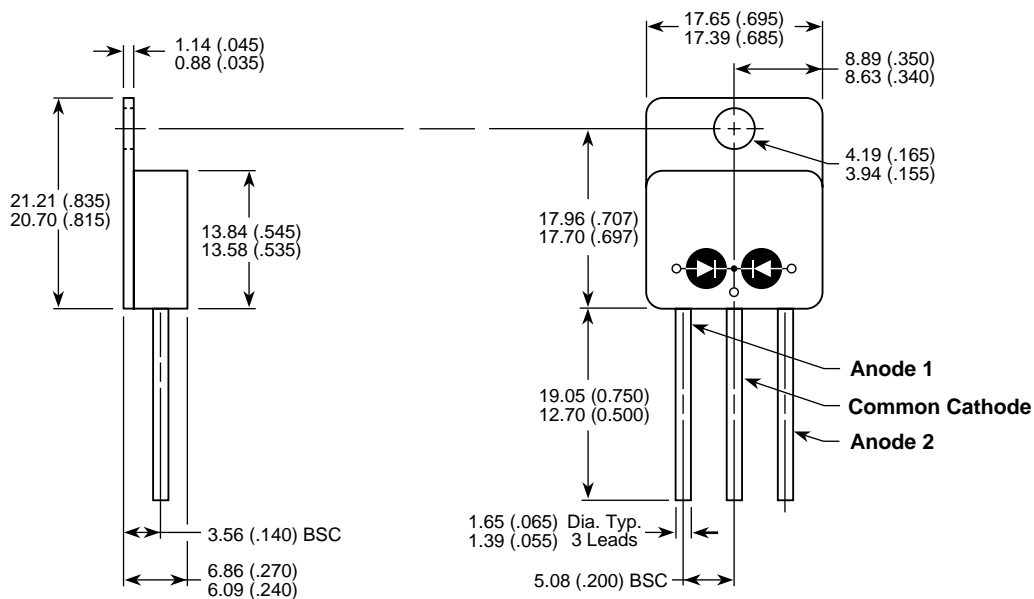 17.65 (.695)
17.39 (.685)
1.14 (.045)
0.88 (.035)
8.89 (.350)
8.63 (.340)
4.19 (.165)
3.94 (.155)
21.21 (.835)
20.70 (.815)
17.96 (.707)
17.70 (.697)
13.84 (.545)
13.58 (.535)
Anode 1
19.05 (0.750)
12.70 (0.500)
Common Cathode
Anode 2
1.65 (.065) Dia. Typ.
1.39 (.055) 3 Leads
3.56 (.140) BSC
5.08 (.200) BSC
6.86 (.270)
6.09 (.240)